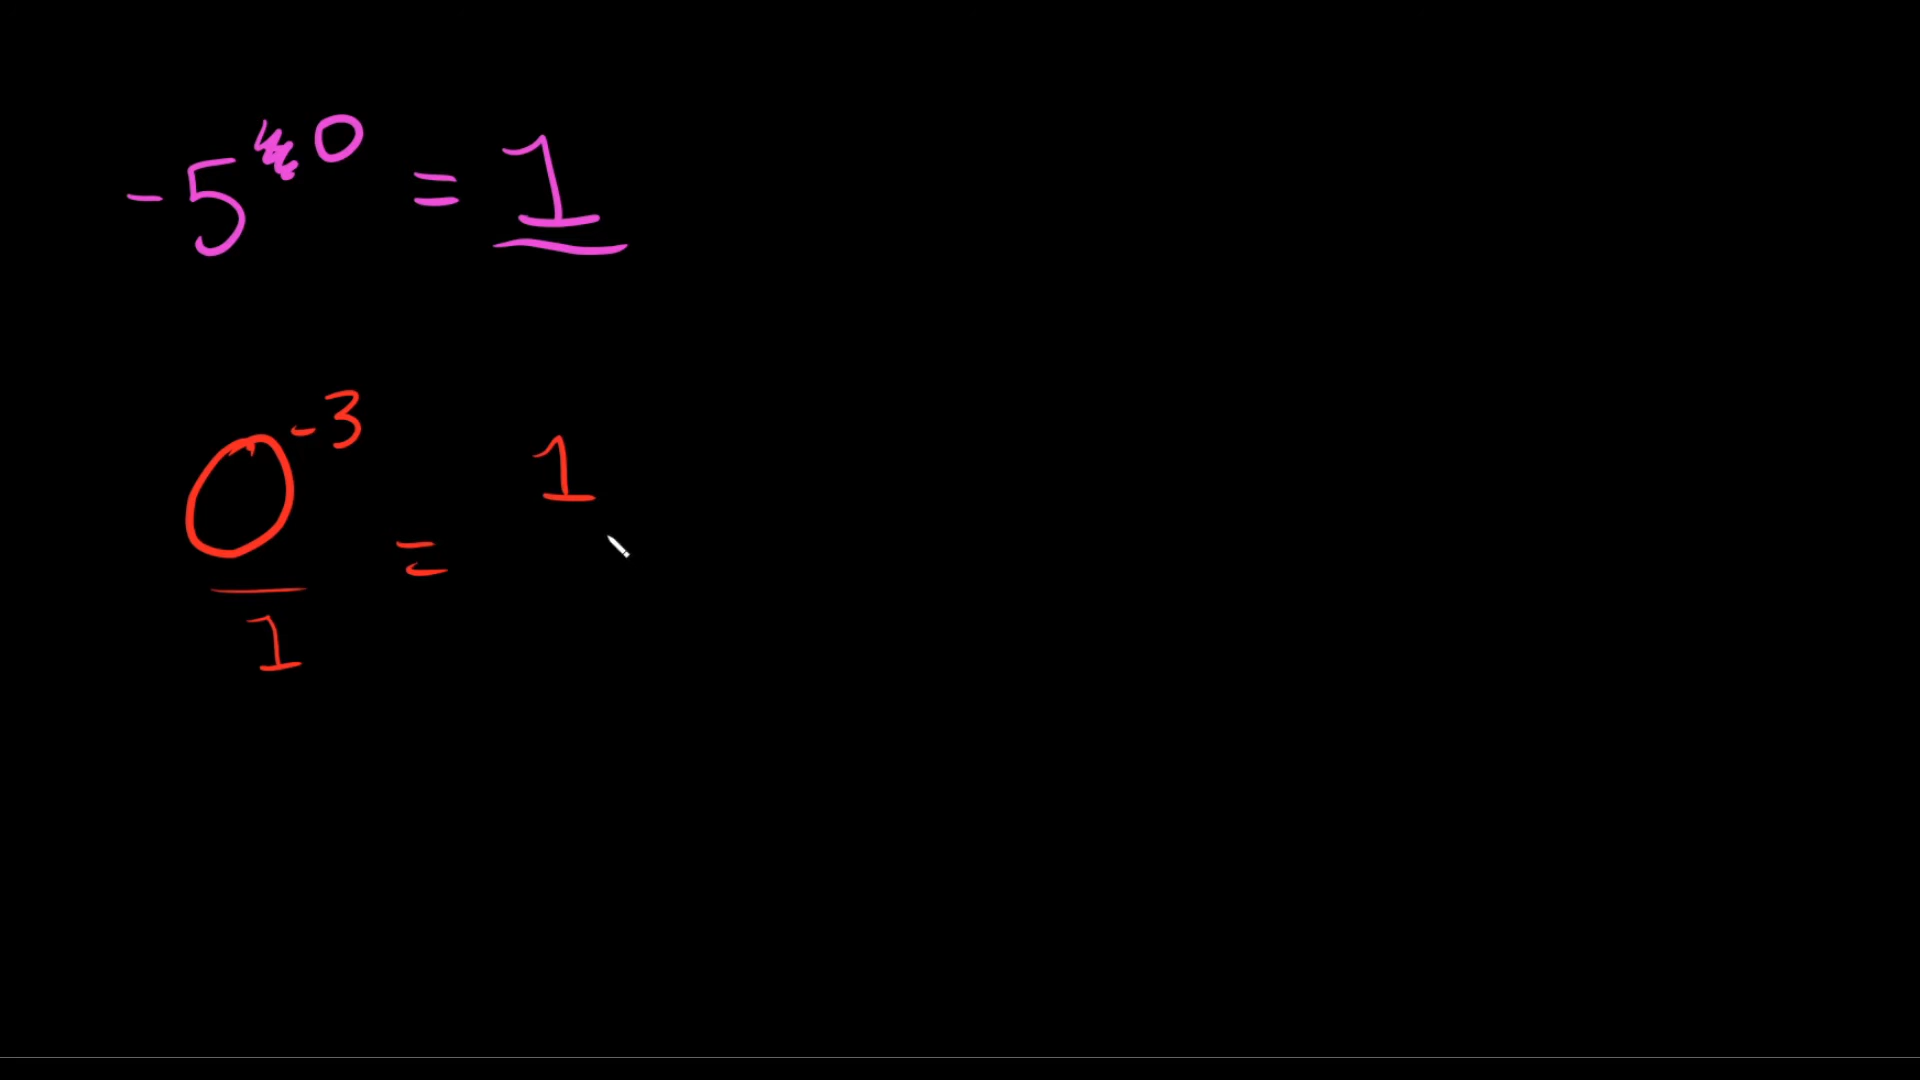 -5⁰ = 1
0⁻³/1 = 1